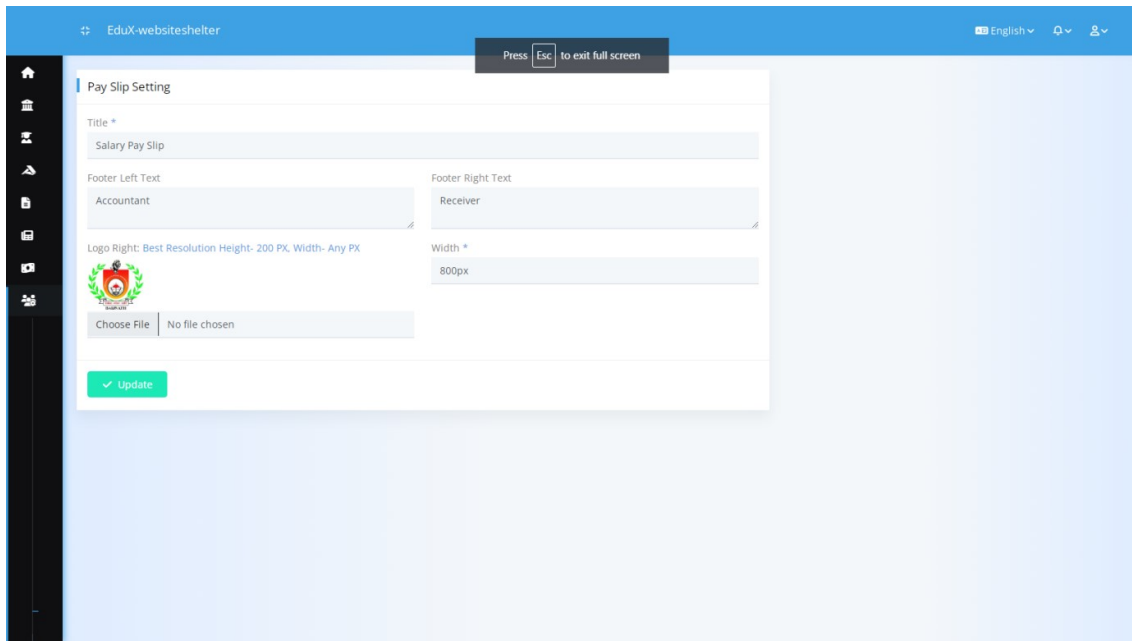 EduX-websiteshelter
English
Press Esc to exit full screen
Pay Slip Setting
Title *
Salary Pay Slip
Footer Left Text
Footer Right Text
Accountant
Receiver
Logo Right: Best Resolution Height- 200 PX, Width- Any PX
Width *
800px
Choose File No file chosen
Update